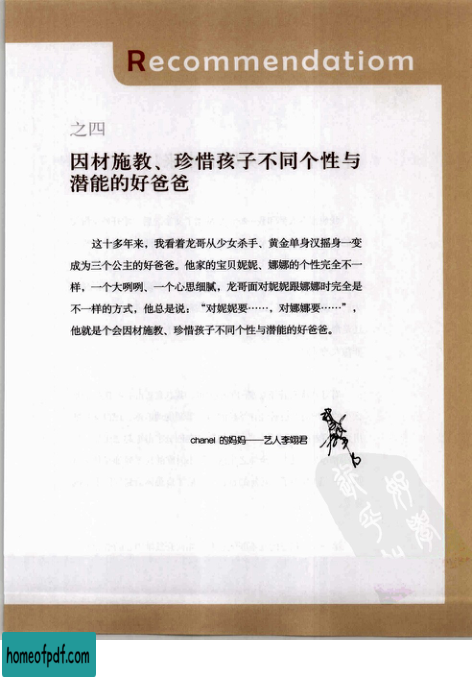 Recommendatiom
之四
因材施教、珍惜孩子不同个性与
潜能的好爸爸
这十多年来，我看着龙哥从少女杀手、黄金单身汉摇身一变
成为三个公主的好爸爸。他家的宝贝妮妮、娜娜的个性完全不一
样，一个大咧咧、一个心思细腻，龙哥面对妮妮跟娜娜时完全是
不一样的方式，他总是说：“对妮妮要……，对娜娜要……”，
他就是个会因材施教、珍惜孩子不同个性与潜能的好爸爸。
chanel 的妈妈——艺人李翊君
homeofpdf.com